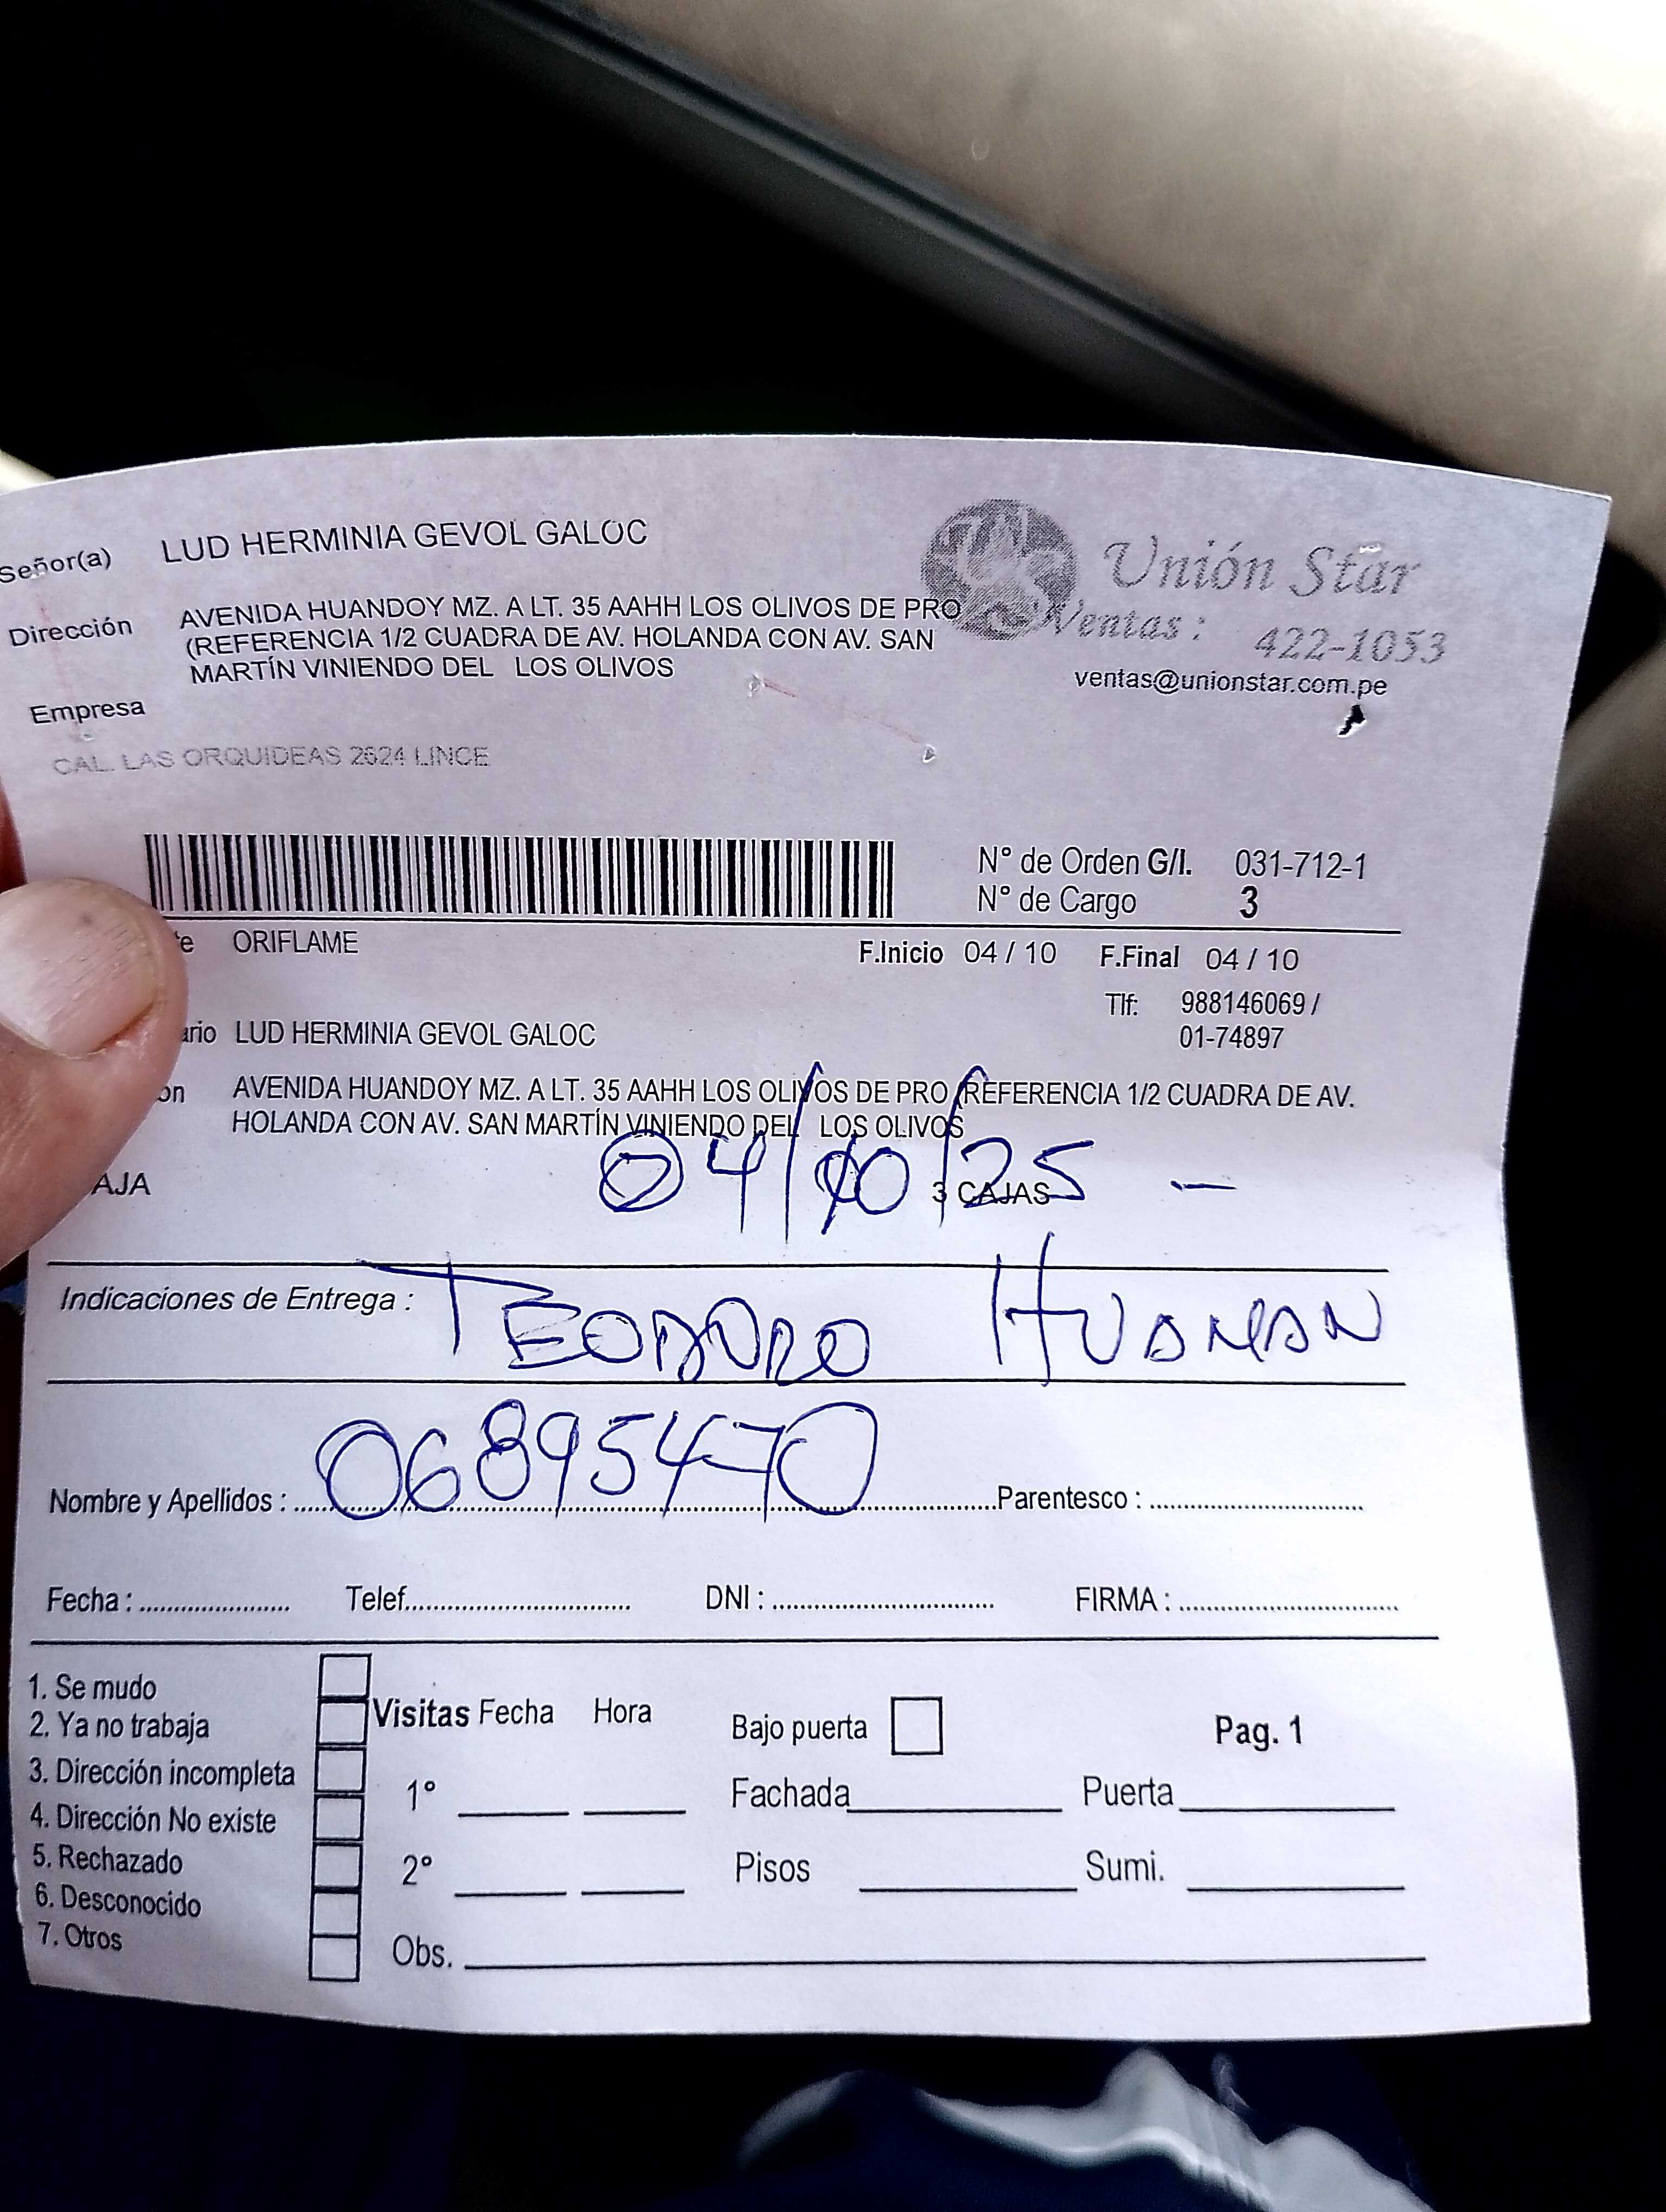 Señor(a) LUD HERMINIA GEVOL GALOC
Unión Star
Dirección AVENIDA HUANDOY MZ. A LT. 35 AAHH LOS OLIVOS DE PRO
(REFERENCIA 1/2 CUADRA DE AV. HOLANDA CON AV. SAN
MARTÍN VINIENDO DEL LOS OLIVOS
Ventas: 422-1053
ventas@unionstar.com.pe
Empresa
CAL. LAS ORQUIDEAS 2624 LINCE
N° de Orden G/I. 031-712-1
N° de Cargo 3
te ORIFLAME F.Inicio 04 / 10 F.Final 04 / 10
Tlf: 988146069 /
01-74897
ario LUD HERMINIA GEVOL GALOC
on AVENIDA HUANDOY MZ. A LT. 35 AAHH LOS OLIVOS DE PRO (REFERENCIA 1/2 CUADRA DE AV.
HOLANDA CON AV. SAN MARTÍN VINIENDO DEL LOS OLIVOS
04/10/25 -
AJA 3 CAJAS
Indicaciones de Entrega : TEODORO HUAMAN
06895470
Nombre y Apellidos : Parentesco :
Fecha : Telef. DNI : FIRMA :
1. Se mudo
2. Ya no trabaja
3. Dirección incompleta
4. Dirección No existe
5. Rechazado
6. Desconocido
7. Otros
Visitas Fecha Hora Bajo puerta Pag. 1
1° Fachada Puerta
2° Pisos Sumi.
Obs.